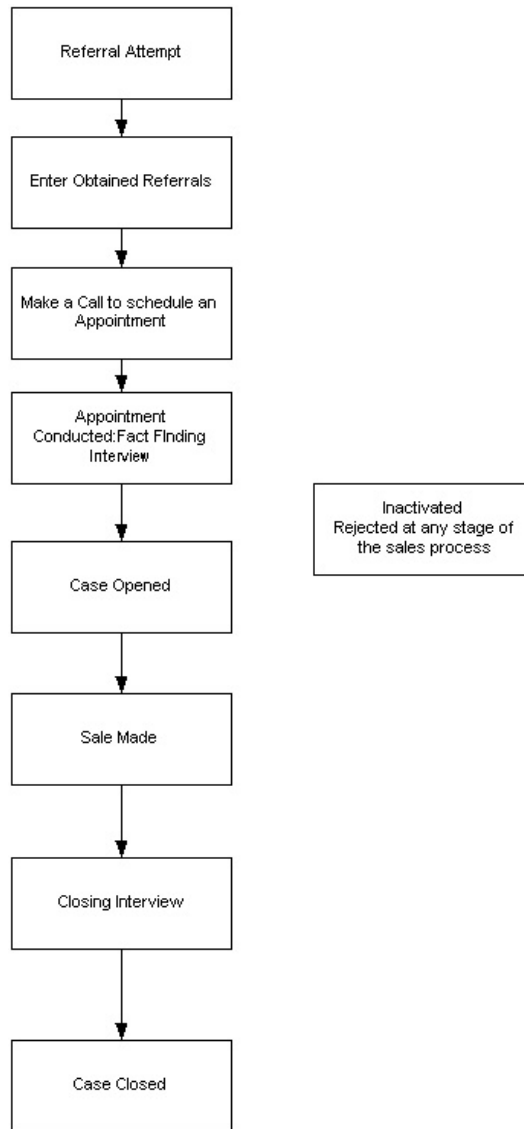 Referral Attempt
Enter Obtained Referrals
Make a Call to schedule an
Appointment
Appointment
Conducted:Fact FInding
Interview
Inactivated
Rejected at any stage of
the sales process
Case Opened
Sale Made
Closing Interview
Case Closed